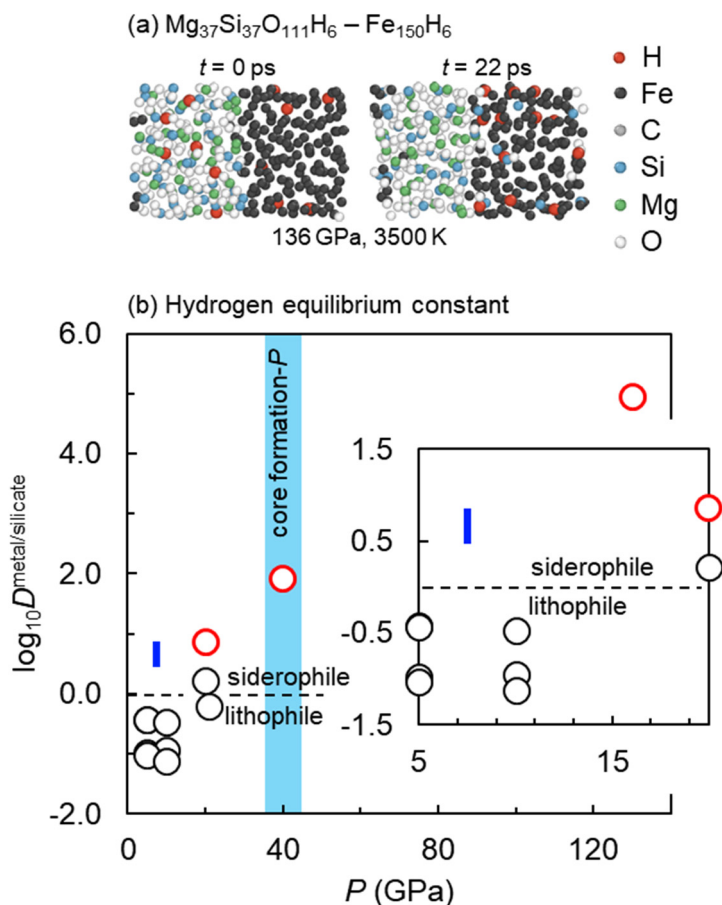 (a) Mg₃₇Si₃₇O₁₁₁H₆ – Fe₁₅₀H₆
t = 0 ps
t = 22 ps
136 GPa, 3500 K
H
Fe
C
Si
Mg
O
(b) Hydrogen equilibrium constant
6.0
4.0
2.0
0.0
-2.0
log₁₀D^metal/silicate
core formation-P
siderophile
lithophile
1.5
0.5
-0.5
-1.5
siderophile
lithophile
5
15
0
40
80
120
P (GPa)